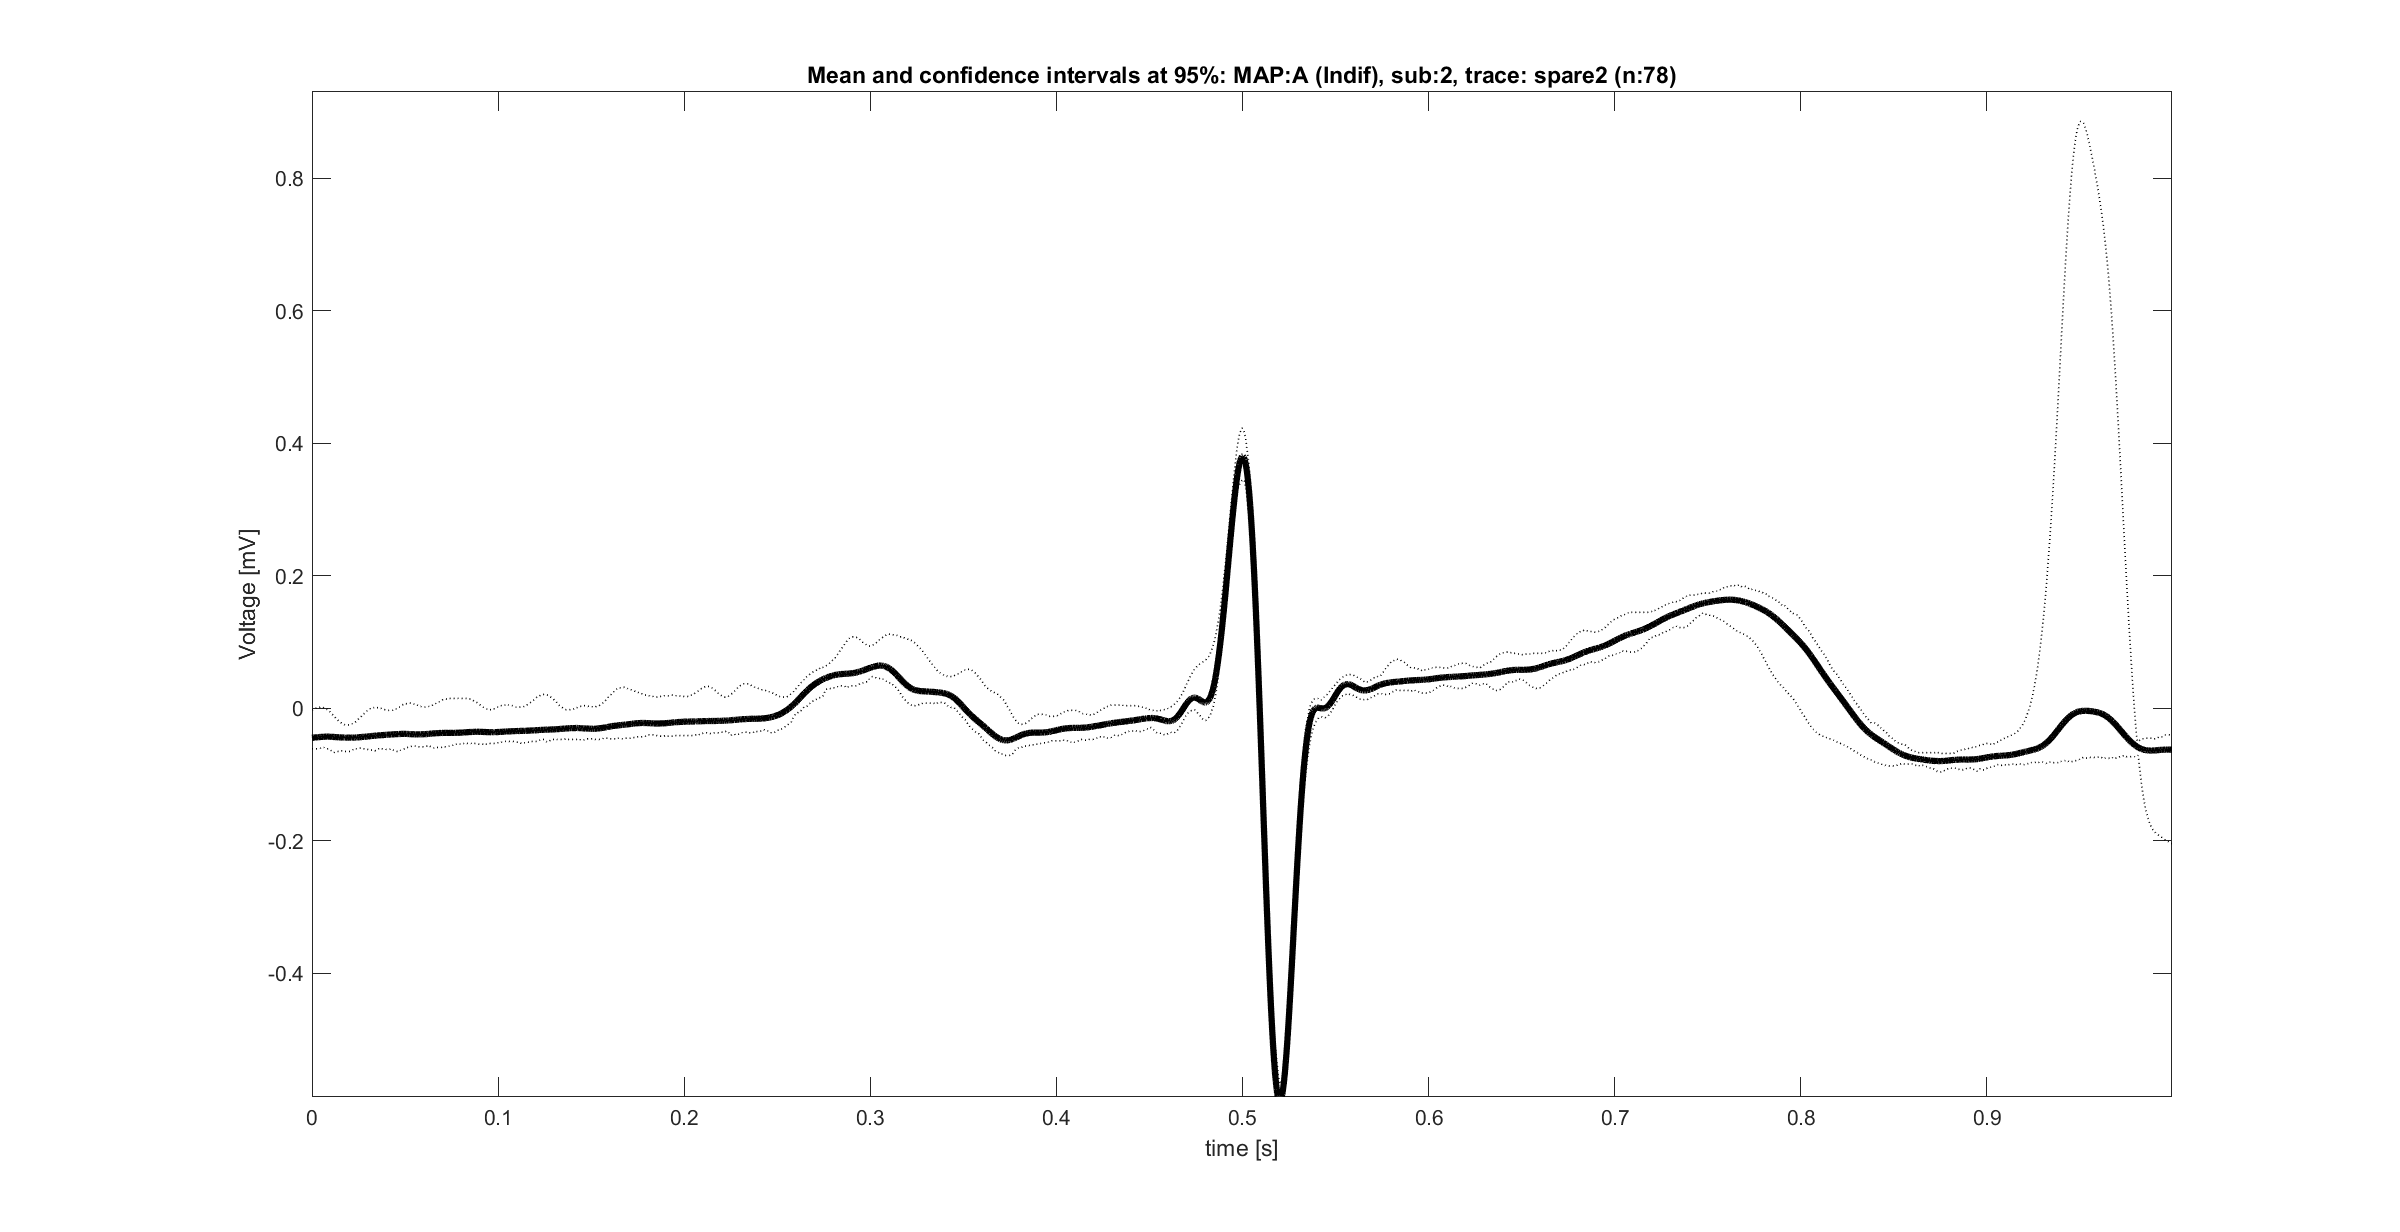 Mean and confidence intervals at 95%: MAP:A (Indif), sub:2, trace: spare2 (n:78)
Voltage [mV]
0.8
0.6
0.4
0.2
0
-0.2
-0.4
0 0.1 0.2 0.3 0.4 0.5 0.6 0.7 0.8 0.9
time [s]